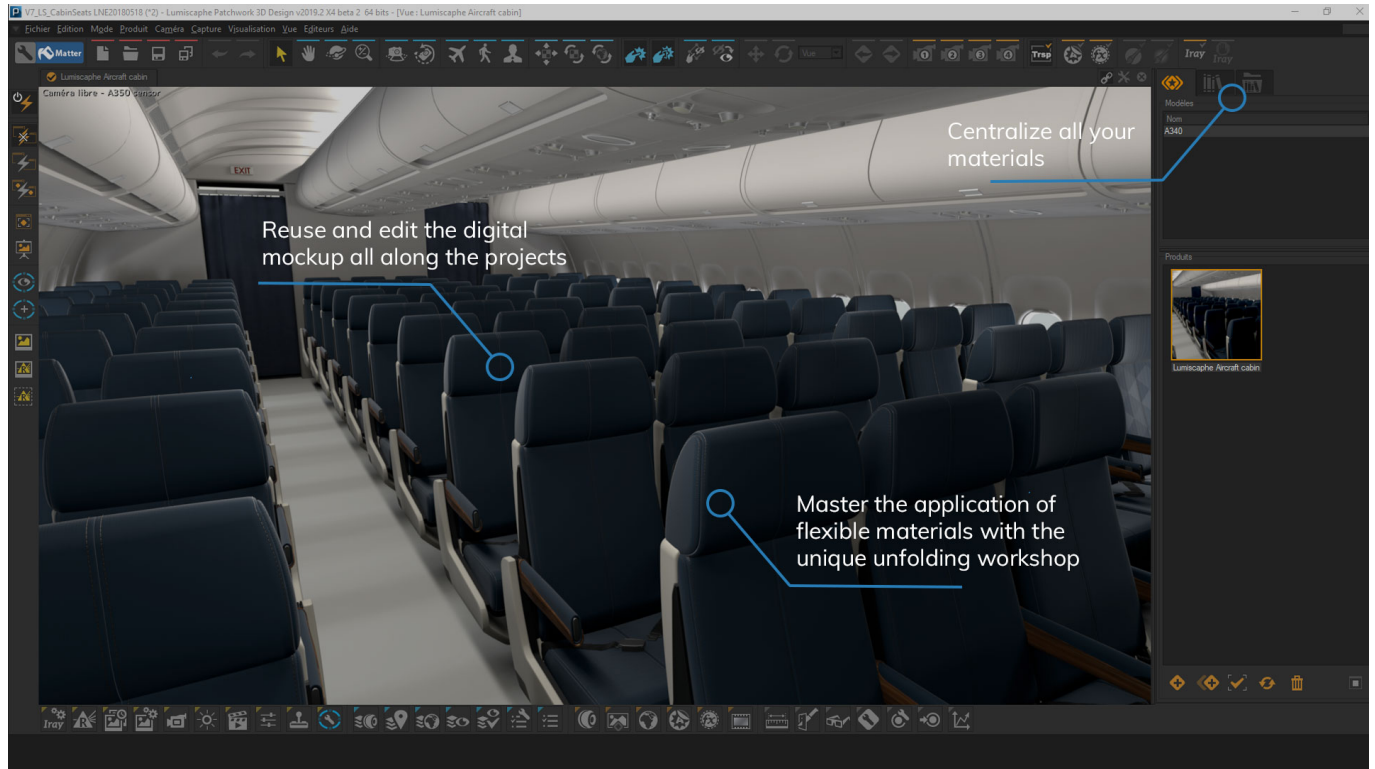 V7_LS_CabinSeats LNE20180518 (*2) - Lumiscaphe Patchwork 3D Design v2019.2 X4 beta 2 64 bits - [Vue : Lumiscaphe Aircraft cabin]
Fichier Edition Mode Produit Caméra Capture Visualisation Vue Editeurs Aide
Matter
Vue
Trsp
Iray
Iray
Lumiscaphe Aircraft cabin
Caméra libre - A350 sensor
Modèles
Nom
A340
EXIT
Centralize all your
materials
Reuse and edit the digital
mockup all along the projects
Produits
Lumiscaphe Aircraft cabin
Master the application of
flexible materials with the
unique unfolding workshop
Iray